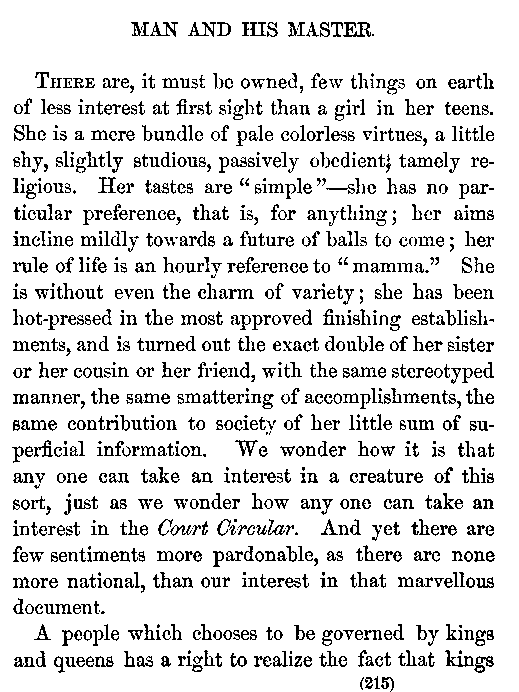 MAN AND HIS MASTER.
There are, it must be owned, few things on earth
of less interest at first sight than a girl in her teens.
She is a mere bundle of pale colorless virtues, a little
shy, slightly studious, passively obedient; tamely re-
ligious. Her tastes are “simple”—she has no par-
ticular preference, that is, for anything; her aims
incline mildly towards a future of balls to come; her
rule of life is an hourly reference to “mamma.” She
is without even the charm of variety; she has been
hot-pressed in the most approved finishing establish-
ments, and is turned out the exact double of her sister
or her cousin or her friend, with the same stereotyped
manner, the same smattering of accomplishments, the
same contribution to society of her little sum of su-
perficial information. We wonder how it is that
any one can take an interest in a creature of this
sort, just as we wonder how any one can take an
interest in the Court Circular. And yet there are
few sentiments more pardonable, as there are none
more national, than our interest in that marvellous
document.
A people which chooses to be governed by kings
and queens has a right to realize the fact that kings
(215)